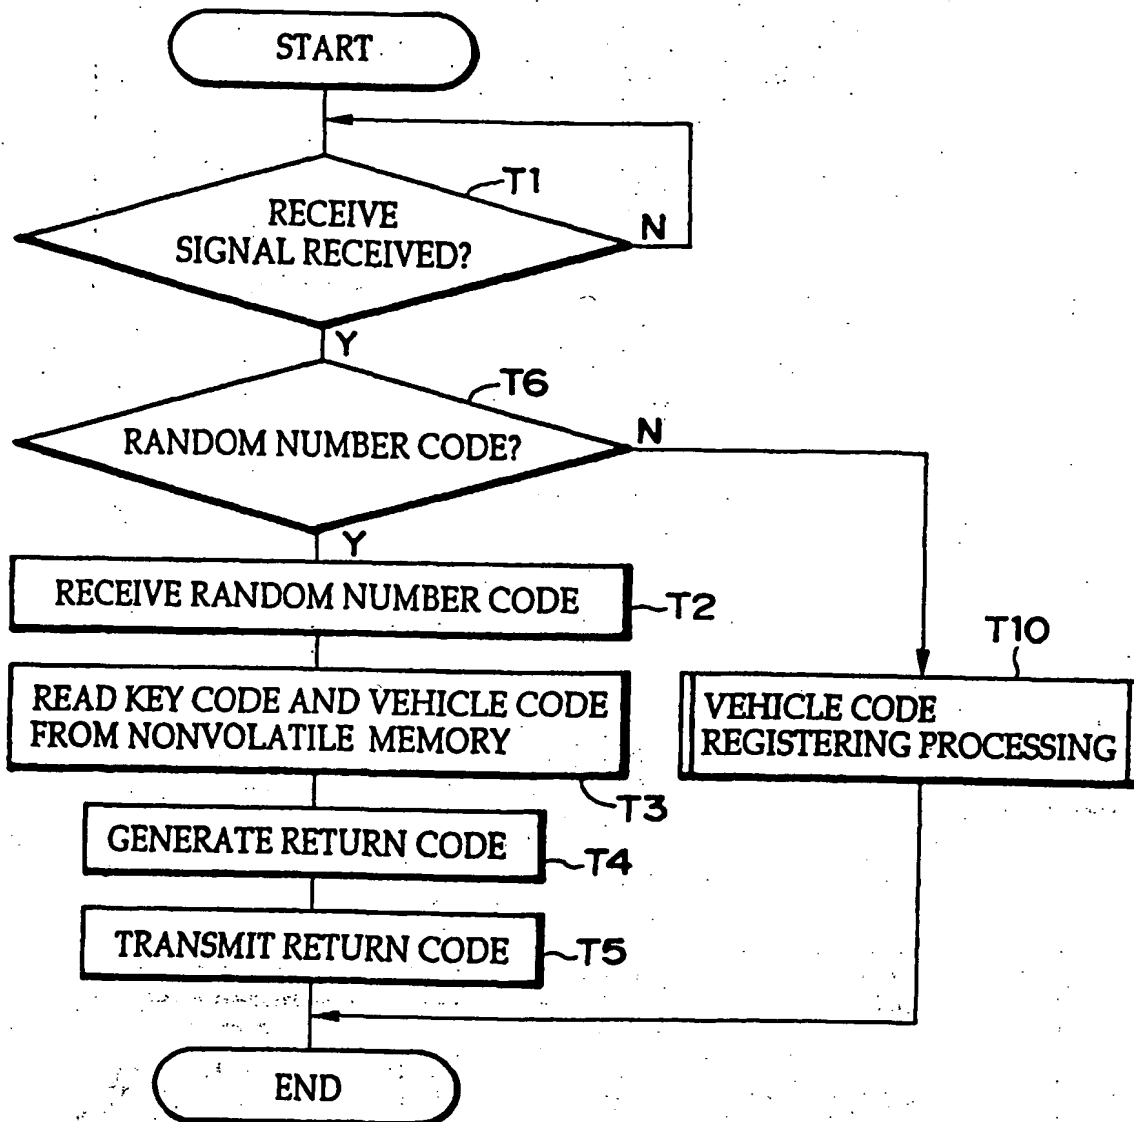 START
T1
RECEIVE
SIGNAL RECEIVED?
N
Y
T6
RANDOM NUMBER CODE?
N
Y
RECEIVE RANDOM NUMBER CODE
T2
T10
READ KEY CODE AND VEHICLE CODE
FROM NONVOLATILE MEMORY
T3
VEHICLE CODE
REGISTERING PROCESSING
GENERATE RETURN CODE
T4
TRANSMIT RETURN CODE
T5
END